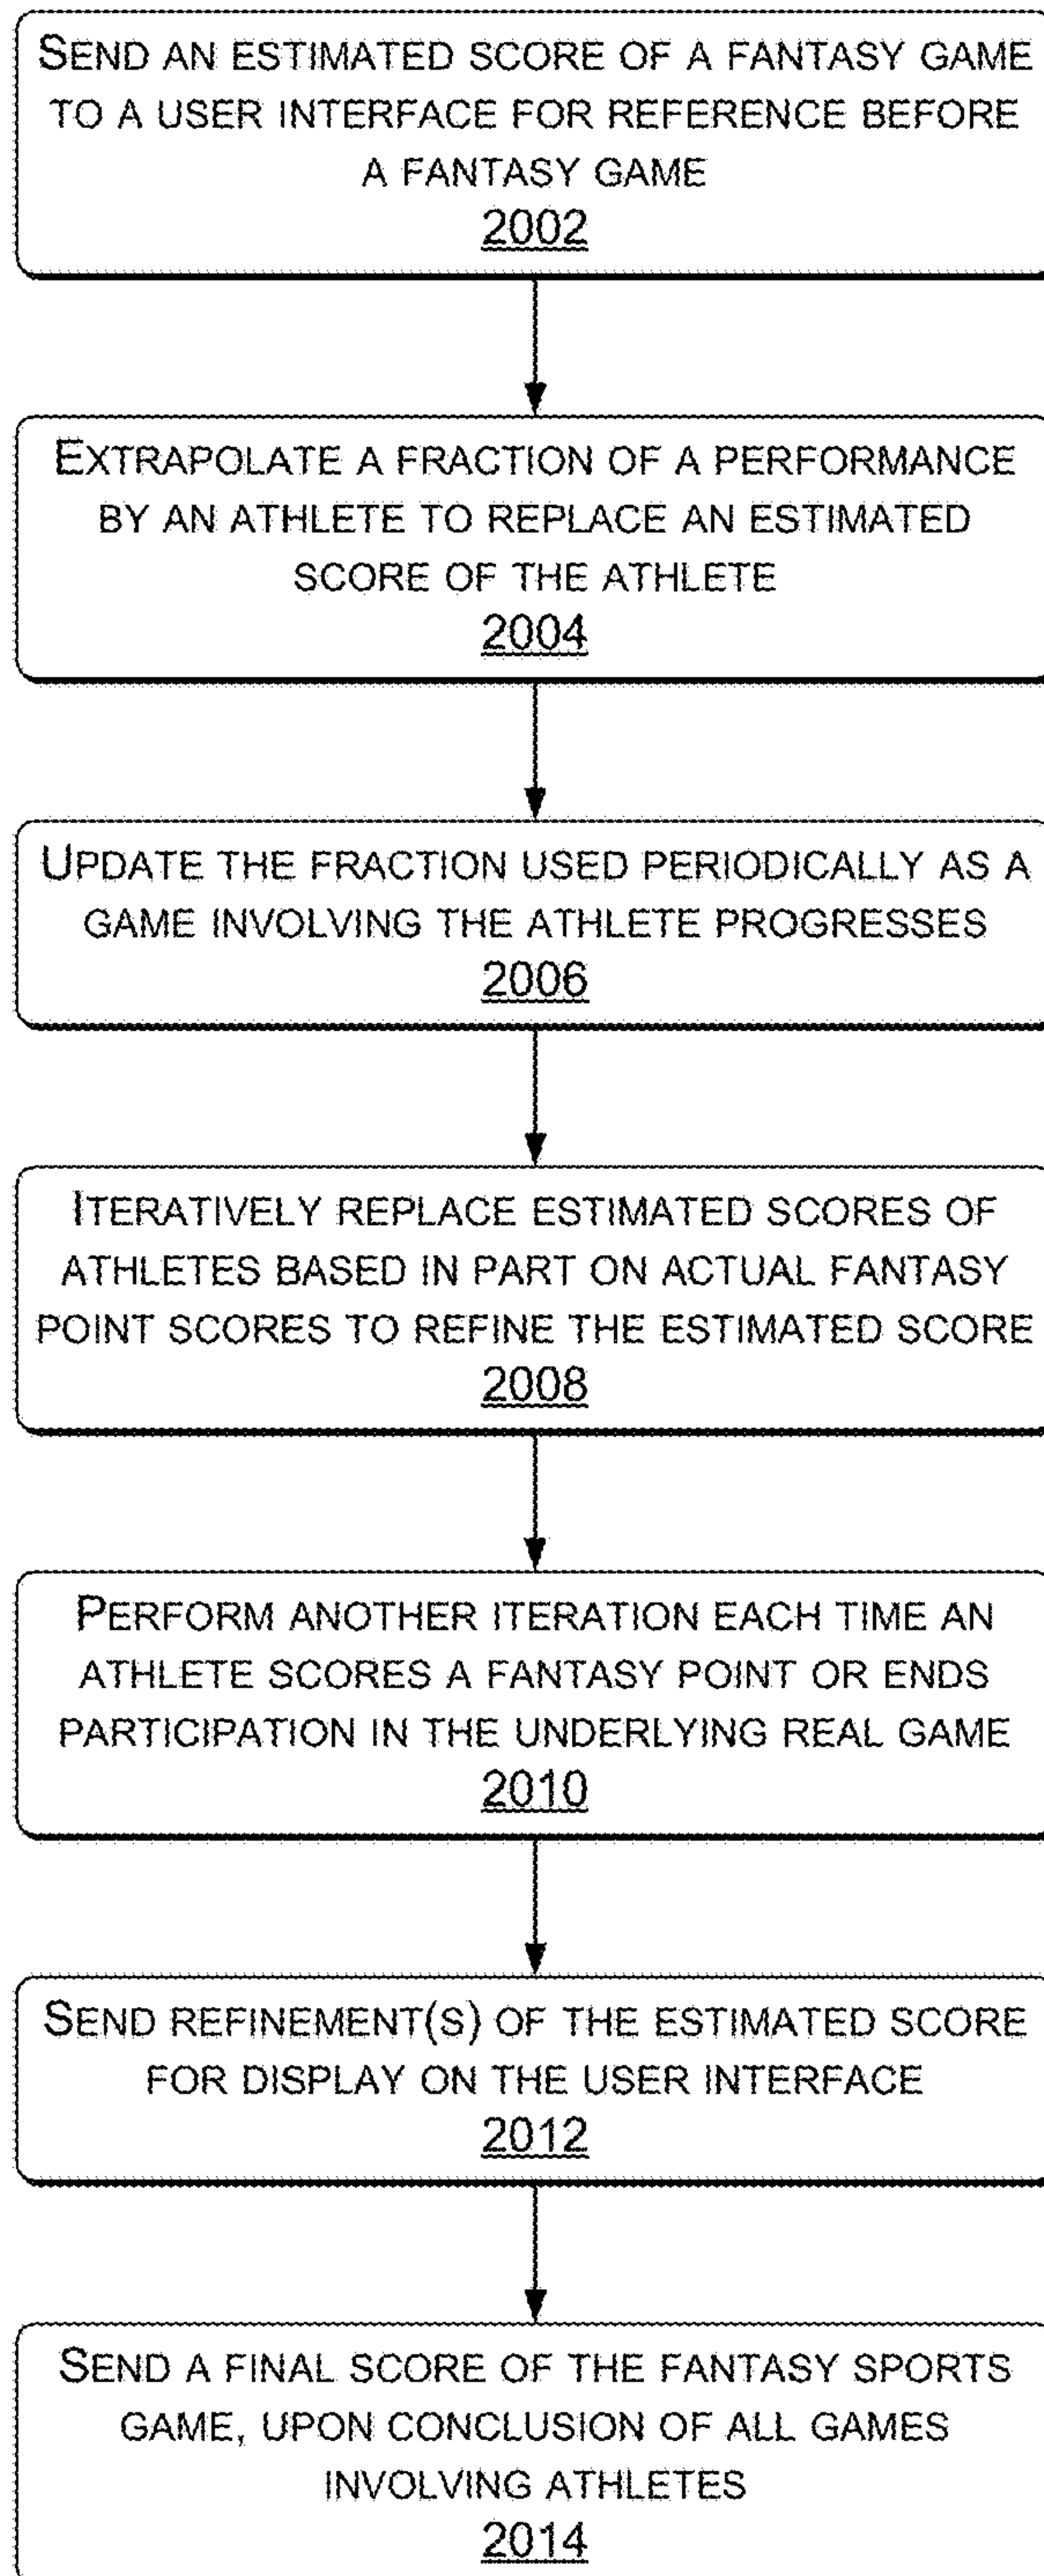 SEND AN ESTIMATED SCORE OF A FANTASY GAME
TO A USER INTERFACE FOR REFERENCE BEFORE
A FANTASY GAME
2002
EXTRAPOLATE A FRACTION OF A PERFORMANCE
BY AN ATHLETE TO REPLACE AN ESTIMATED
SCORE OF THE ATHLETE
2004
UPDATE THE FRACTION USED PERIODICALLY AS A
GAME INVOLVING THE ATHLETE PROGRESSES
2006
ITERATIVELY REPLACE ESTIMATED SCORES OF
ATHLETES BASED IN PART ON ACTUAL FANTASY
POINT SCORES TO REFINE THE ESTIMATED SCORE
2008
PERFORM ANOTHER ITERATION EACH TIME AN
ATHLETE SCORES A FANTASY POINT OR ENDS
PARTICIPATION IN THE UNDERLYING REAL GAME
2010
SEND REFINEMENT(S) OF THE ESTIMATED SCORE
FOR DISPLAY ON THE USER INTERFACE
2012
SEND A FINAL SCORE OF THE FANTASY SPORTS
GAME, UPON CONCLUSION OF ALL GAMES
INVOLVING ATHLETES
2014